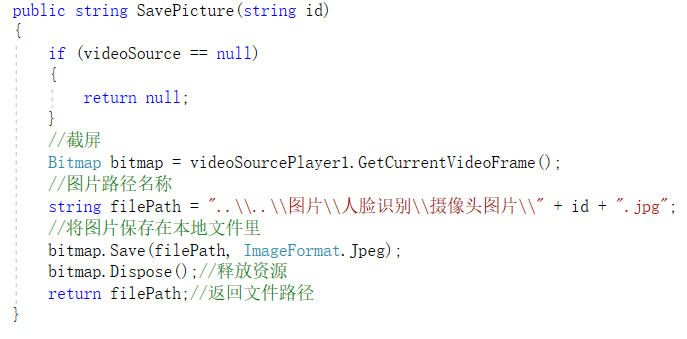 public string SavePicture(string id)
{
if (videoSource == null)
{
return null;
}
//截屏
Bitmap bitmap = videoSourcePlayer1.GetCurrentVideoFrame();
//图片路径名称
string filePath = "..\\..\\图片\\人脸识别\\摄像头图片\\" + id + ".jpg";
//将图片保存在本地文件里
bitmap.Save(filePath, ImageFormat.Jpeg);
bitmap.Dispose();//释放资源
return filePath;//返回文件路径
}